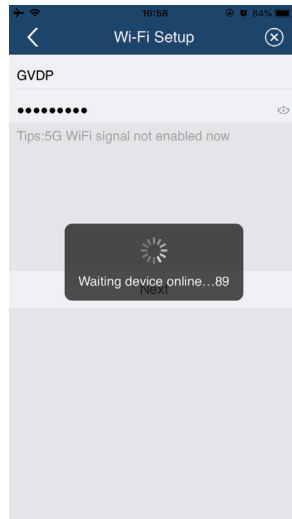 16:58
84%
Wi-Fi Setup
GVDP
•••••••••
Tips:5G WiFi signal not enabled now
Waiting device online...89
Next